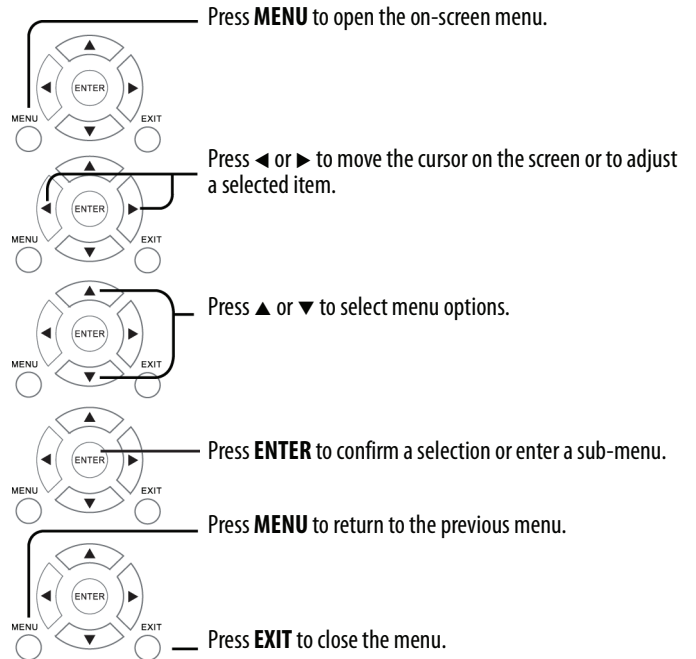 Press MENU to open the on-screen menu.
ENTER
MENU
EXIT
Press ◄ or ► to move the cursor on the screen or to adjust
a selected item.
ENTER
MENU
EXIT
Press ▲ or ▼ to select menu options.
ENTER
MENU
EXIT
Press ENTER to confirm a selection or enter a sub-menu.
ENTER
MENU
EXIT
Press MENU to return to the previous menu.
ENTER
MENU
EXIT
Press EXIT to close the menu.